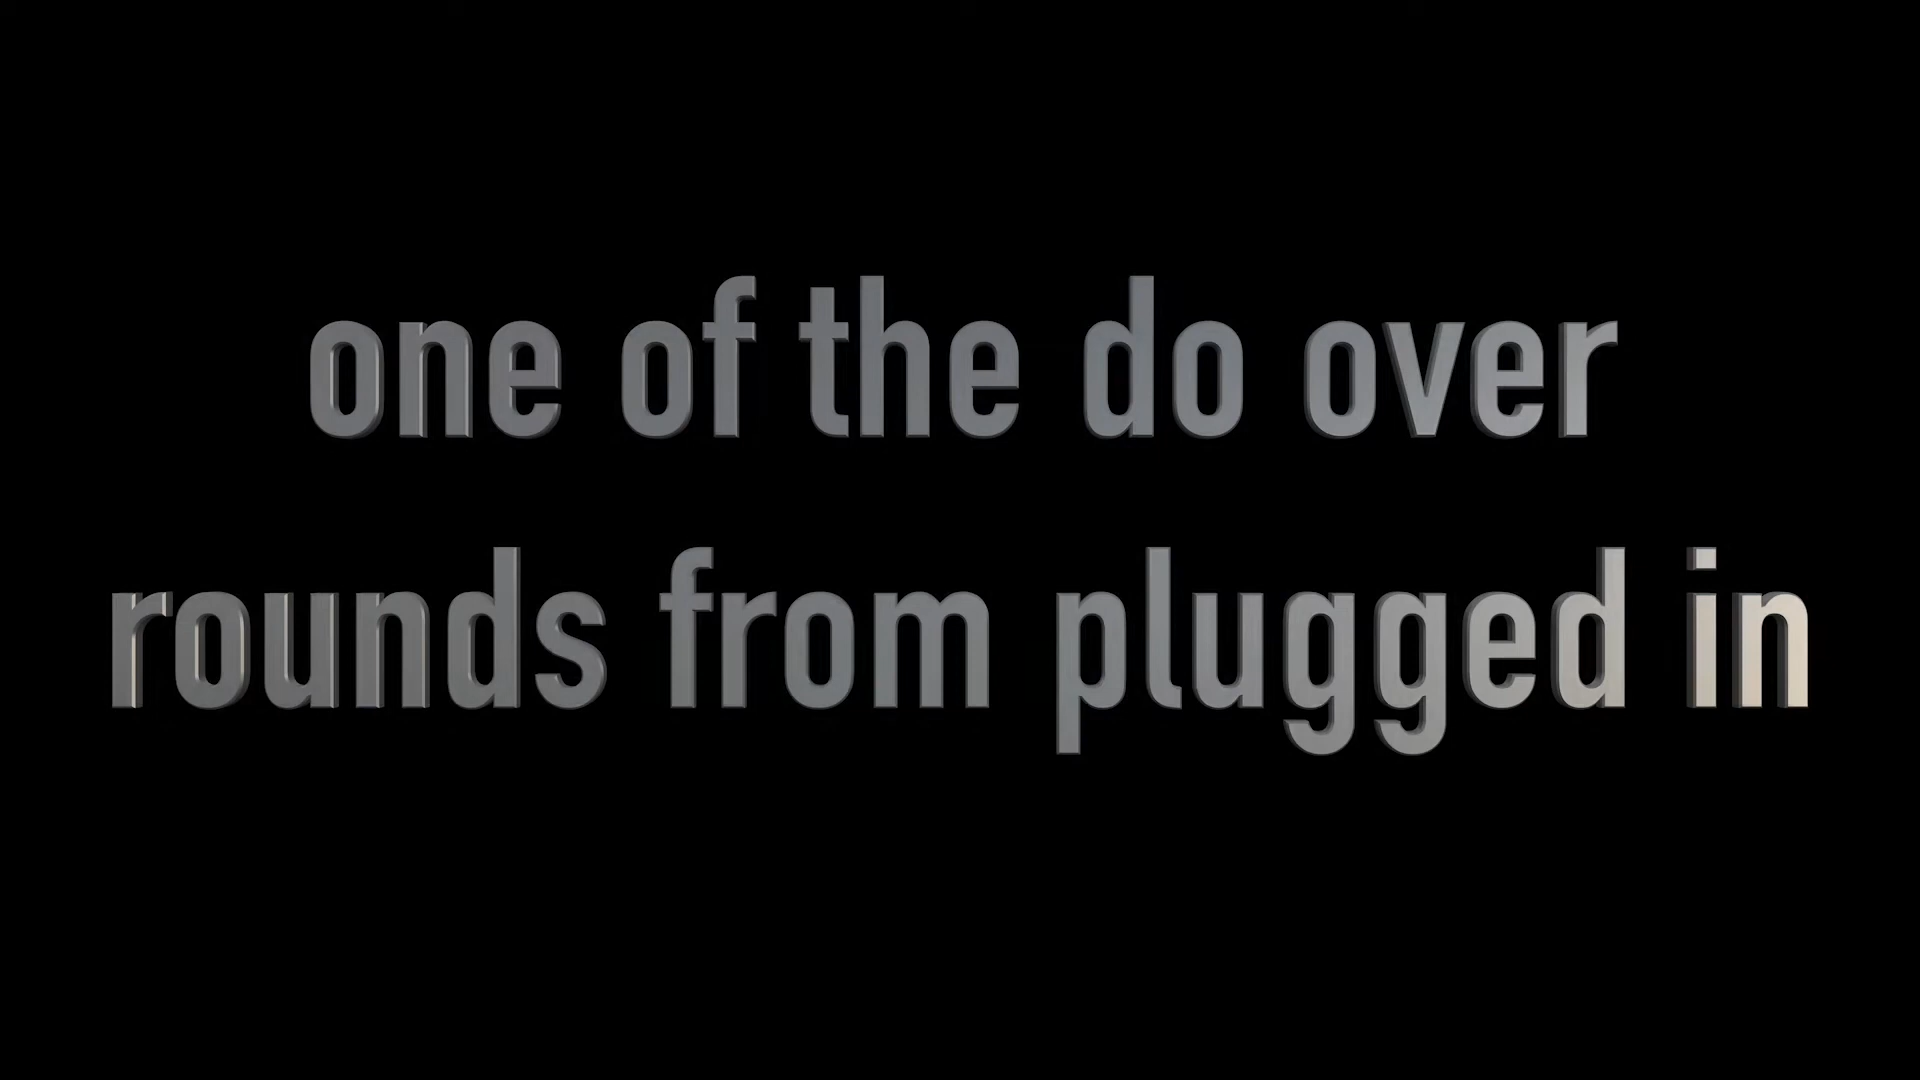 one of the do over
rounds from plugged in